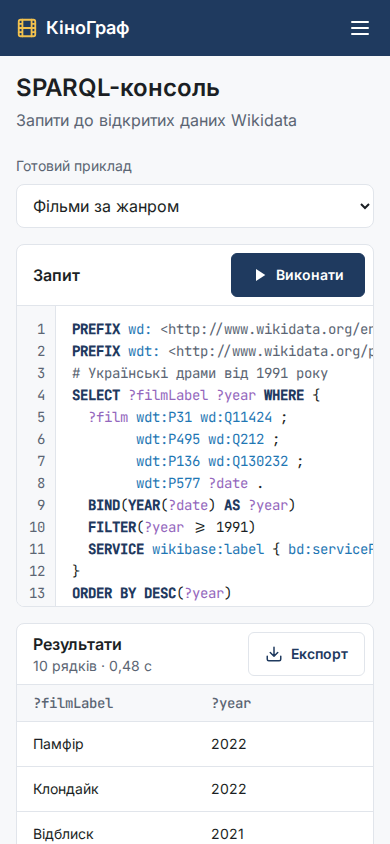 КіноГраф
SPARQL-консоль
Запити до відкритих даних Wikidata
Готовий приклад
Фільми за жанром
Запит
Виконати
1 PREFIX wd: <http://www.wikidata.org/en
2 PREFIX wdt: <http://www.wikidata.org/p
3 # Українські драми від 1991 року
4 SELECT ?filmLabel ?year WHERE {
5 ?film wdt:P31 wd:Q11424 ;
6 wdt:P495 wd:Q212 ;
7 wdt:P136 wd:Q130232 ;
8 wdt:P577 ?date .
9 BIND(YEAR(?date) AS ?year)
10 FILTER(?year >= 1991)
11 SERVICE wikibase:label { bd:serviceP
12 }
13 ORDER BY DESC(?year)
Результати
10 рядків · 0,48 с
Експорт
?filmLabel ?year
Памфір 2022
Клондайк 2022
Відблиск 2021